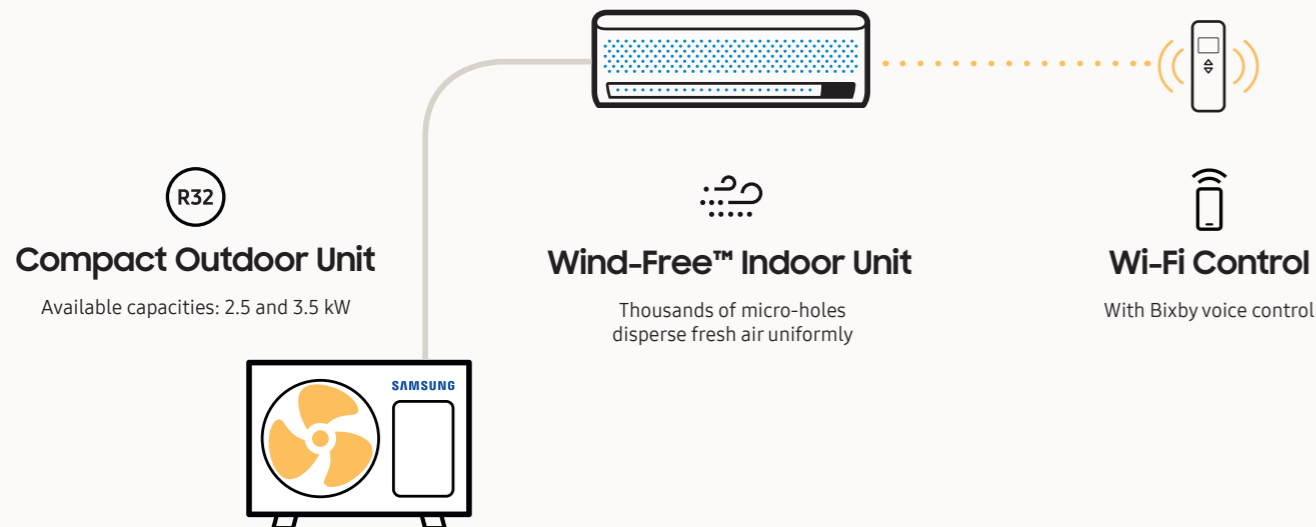 R32
Compact Outdoor Unit
Available capacities: 2.5 and 3.5 kW
Wind-Free™ Indoor Unit
Thousands of micro-holes
disperse fresh air uniformly
Wi-Fi Control
With Bixby voice control
SAMSUNG